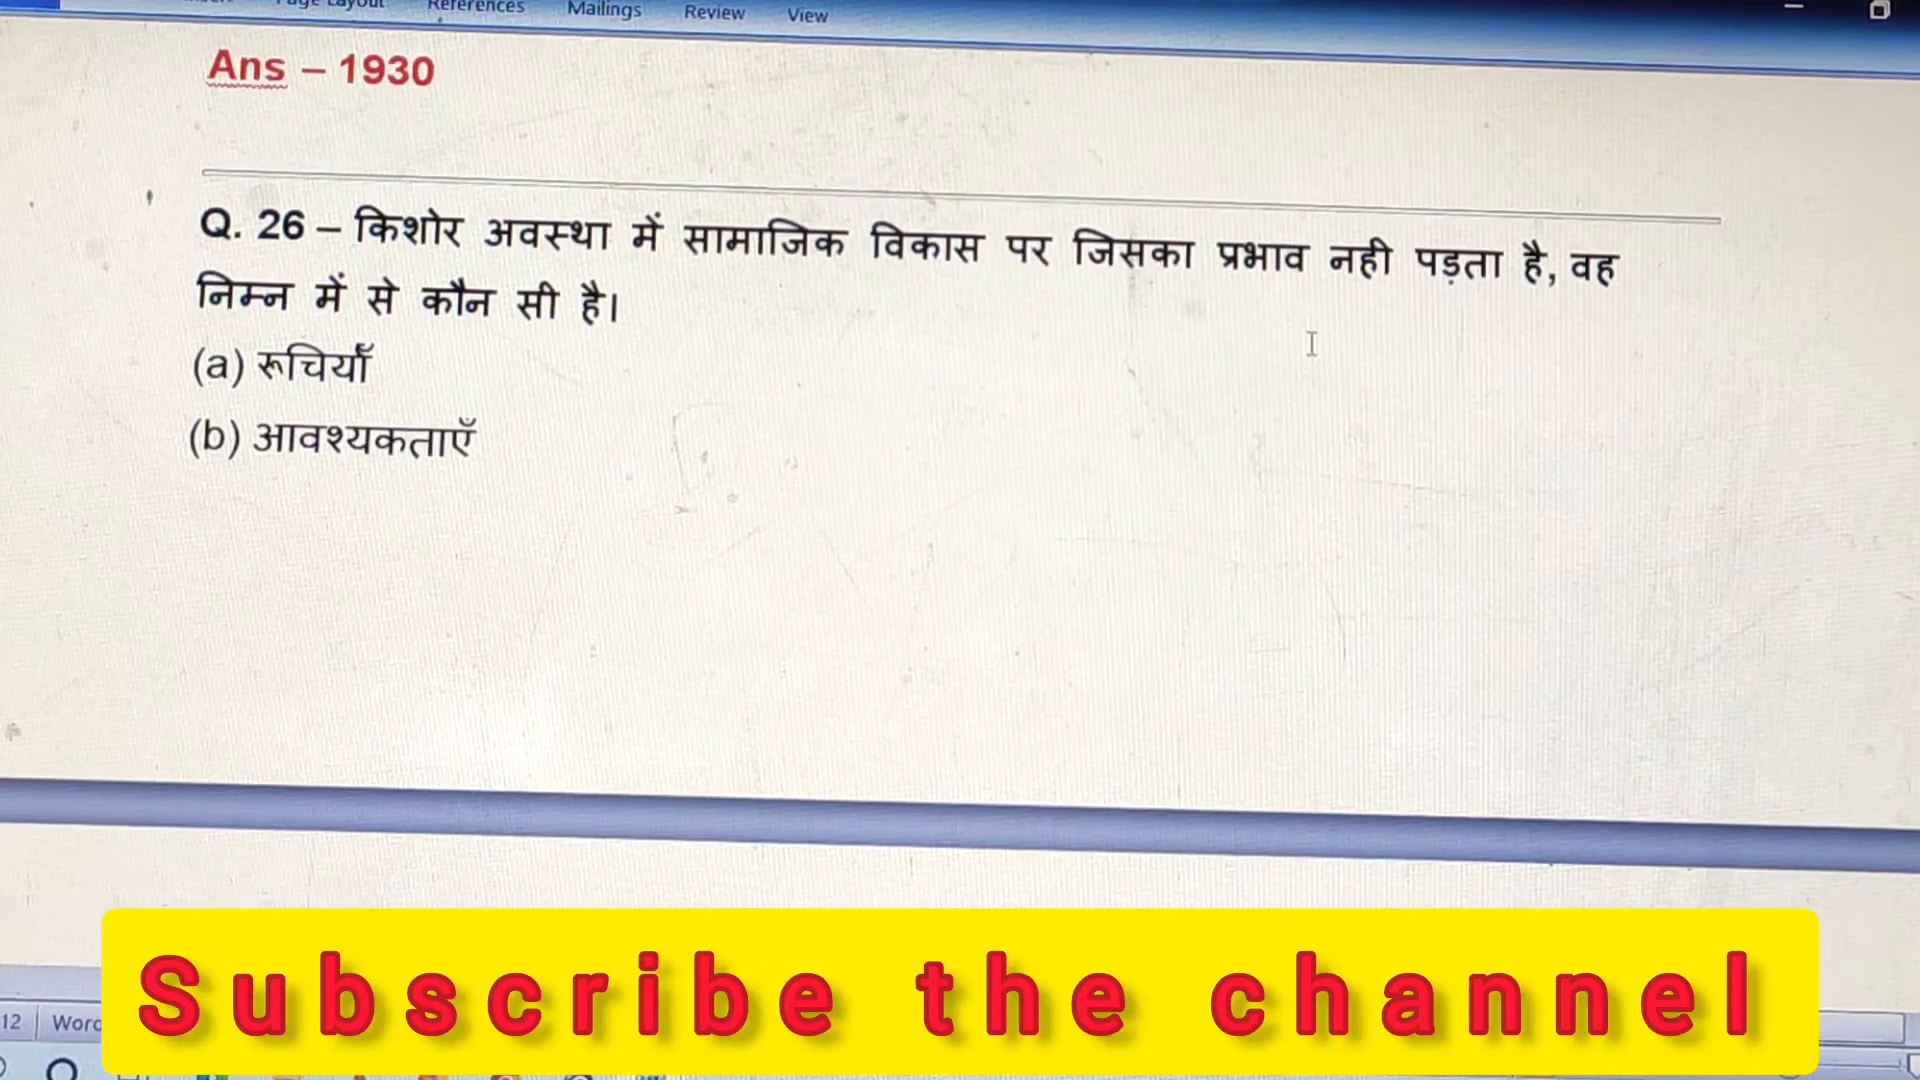 References
Mailings
Review
View
Ans – 1930
Q. 26 – किशोर अवस्था में सामाजिक विकास पर जिसका प्रभाव नही पड़ता है, वह
निम्न में से कौन सी है।
(a) रूचियाँ
(b) आवश्यकताएँ
12
Subscribe the channel